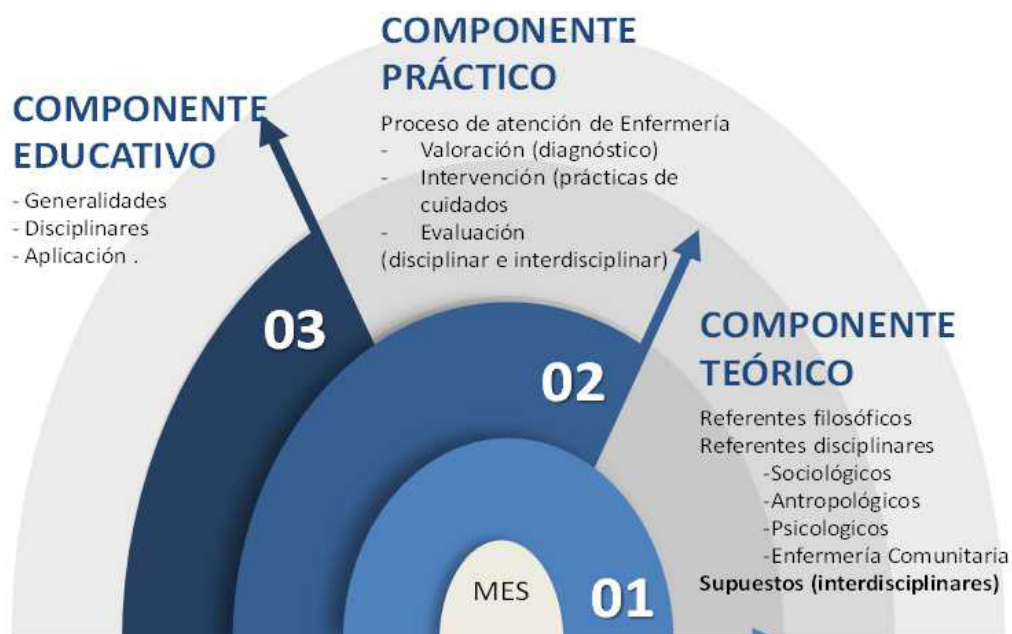 COMPONENTE
EDUCATIVO
- Generalidades
- Disciplinares
- Aplicación .
03
COMPONENTE
PRÁCTICO
Proceso de atención de Enfermería
- Valoración (diagnóstico)
- Intervención (prácticas de
cuidados
- Evaluación
(disciplinar e interdisciplinar)
02
COMPONENTE
TEÓRICO
Referentes filosóficos
Referentes disciplinares
-Sociológicos
-Antropológicos
-Psicologicos
-Enfermería Comunitaria
Supuestos (interdisciplinares)
01
MES